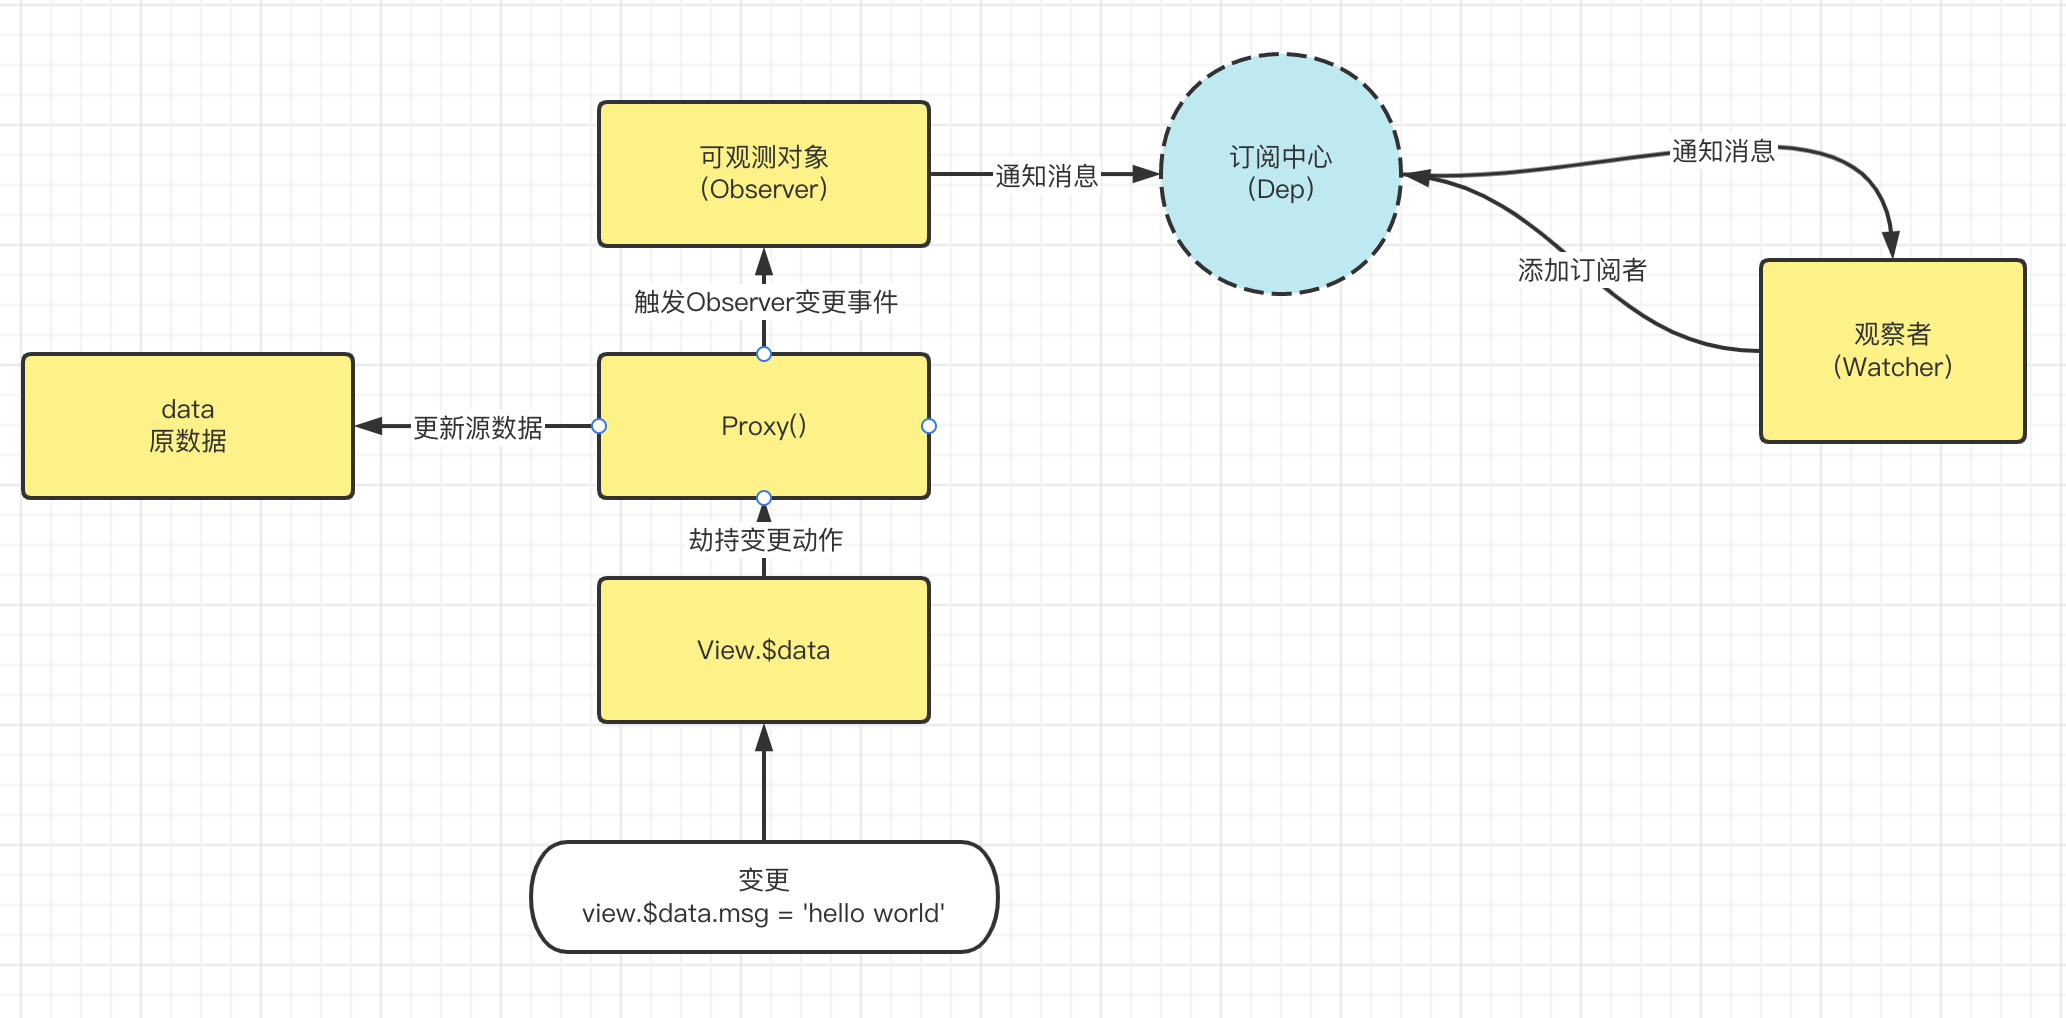 可观测对象
(Observer)
通知消息
订阅中心
(Dep)
通知消息
添加订阅者
观察者
(Watcher)
触发Observer变更事件
data
原数据
更新源数据
Proxy()
劫持变更动作
View.$data
变更
view.$data.msg = 'hello world'